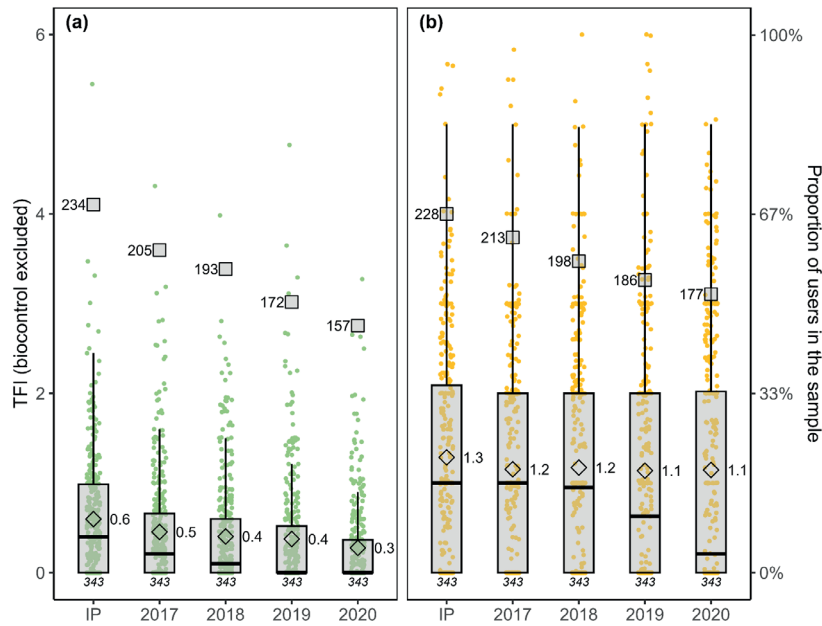 (a) (b)
6 100%
234
228
205
213
4 193 67%
198
172
186
157
177
TFI (biocontrol excluded)
Proportion of users in the sample
2 33%
0.6 0.5 0.4 0.4 0.3
1.3 1.2 1.2 1.1 1.1
0 0%
343 343 343 343 343 343 343 343 343 343
IP 2017 2018 2019 2020 IP 2017 2018 2019 2020